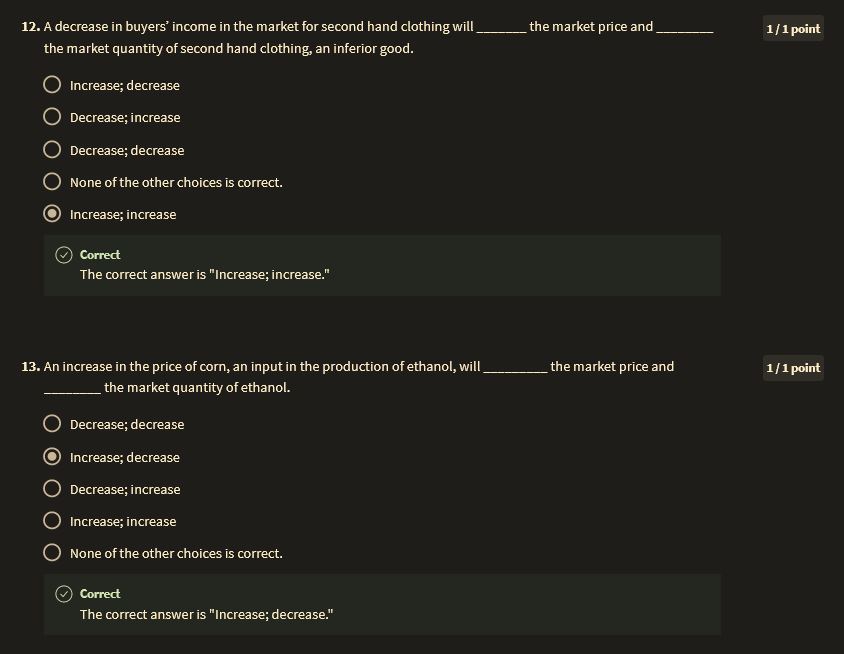 12. A decrease in buyers’ income in the market for second hand clothing will _______ the market price and ________
1 / 1 point
the market quantity of second hand clothing, an inferior good.
Increase; decrease
Decrease; increase
Decrease; decrease
None of the other choices is correct.
Increase; increase
Correct
The correct answer is "Increase; increase."
13. An increase in the price of corn, an input in the production of ethanol, will _________ the market price and
1 / 1 point
________ the market quantity of ethanol.
Decrease; decrease
Increase; decrease
Decrease; increase
Increase; increase
None of the other choices is correct.
Correct
The correct answer is "Increase; decrease."